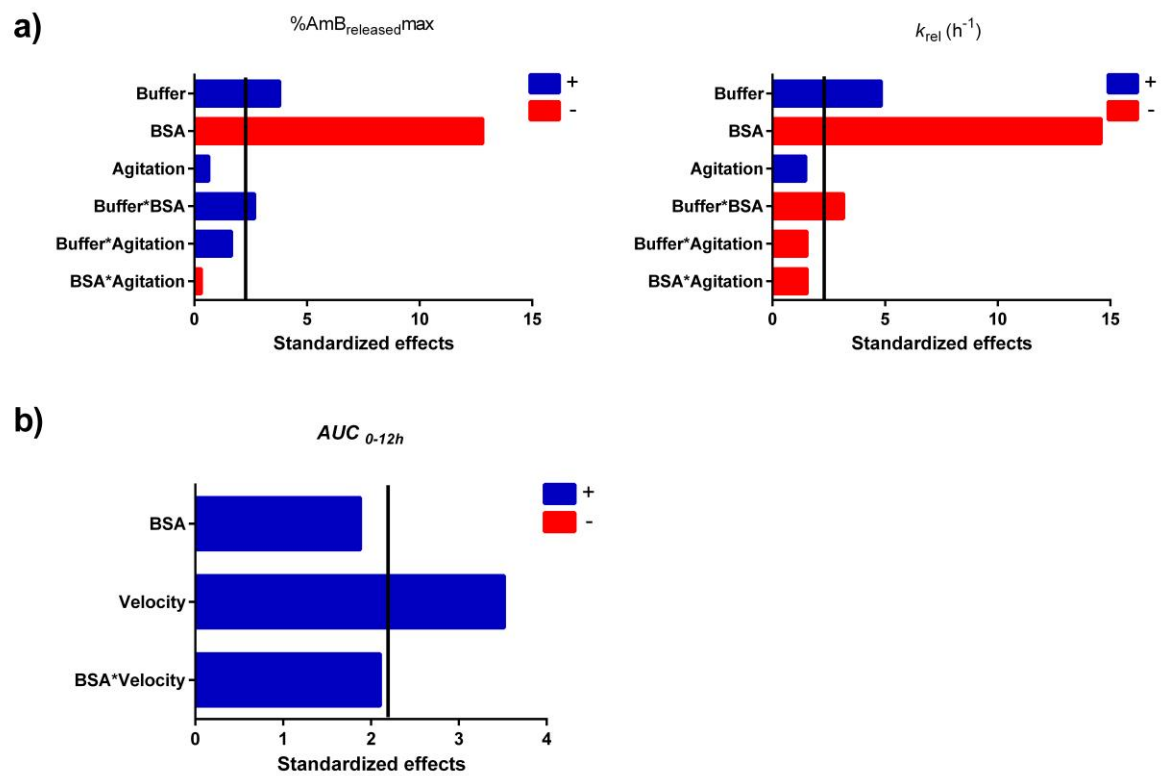 a)
%AmBreleasedmax
+
-
Buffer
BSA
Agitation
Buffer*BSA
Buffer*Agitation
BSA*Agitation
0 5 10 15
Standardized effects
krel (h-1)
+
-
Buffer
BSA
Agitation
Buffer*BSA
Buffer*Agitation
BSA*Agitation
0 5 10 15
Standardized effects
b)
AUC 0-12h
+
-
BSA
Velocity
BSA*Velocity
0 1 2 3 4
Standardized effects